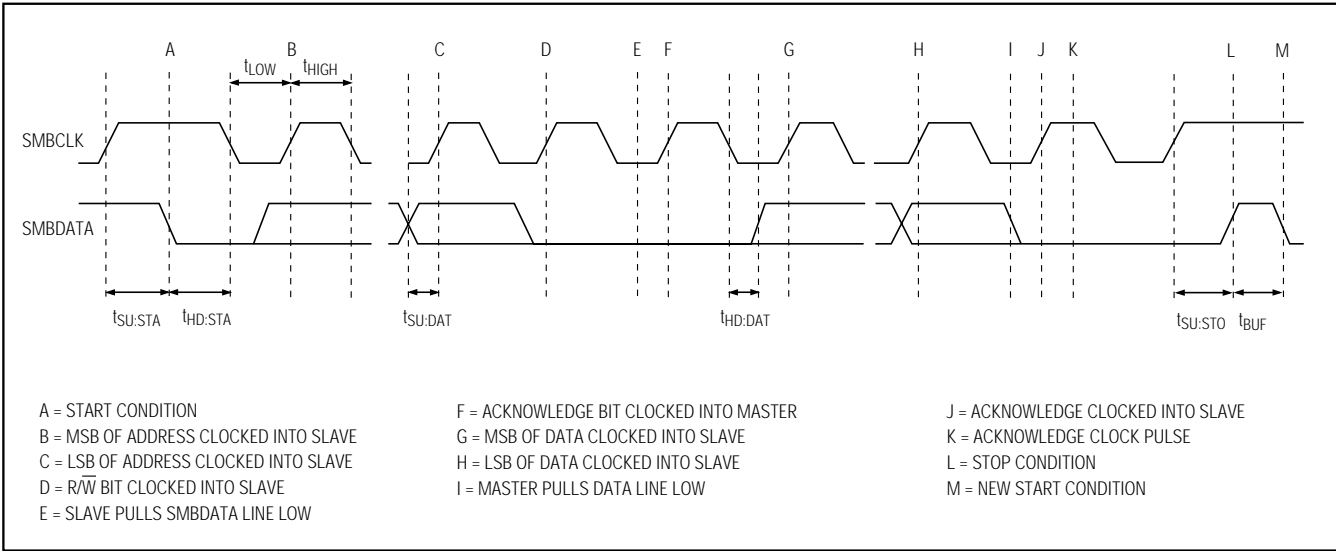 A B C D E F G H I J K L M
tLOW tHIGH
SMBCLK
SMBDATA
tSU:STA tHD:STA tSU:DAT tHD:DAT tSU:STO tBUF
A = START CONDITION
B = MSB OF ADDRESS CLOCKED INTO SLAVE
C = LSB OF ADDRESS CLOCKED INTO SLAVE
D = R/W̅ BIT CLOCKED INTO SLAVE
E = SLAVE PULLS SMBDATA LINE LOW
F = ACKNOWLEDGE BIT CLOCKED INTO MASTER
G = MSB OF DATA CLOCKED INTO SLAVE
H = LSB OF DATA CLOCKED INTO SLAVE
I = MASTER PULLS DATA LINE LOW
J = ACKNOWLEDGE CLOCKED INTO SLAVE
K = ACKNOWLEDGE CLOCK PULSE
L = STOP CONDITION
M = NEW START CONDITION